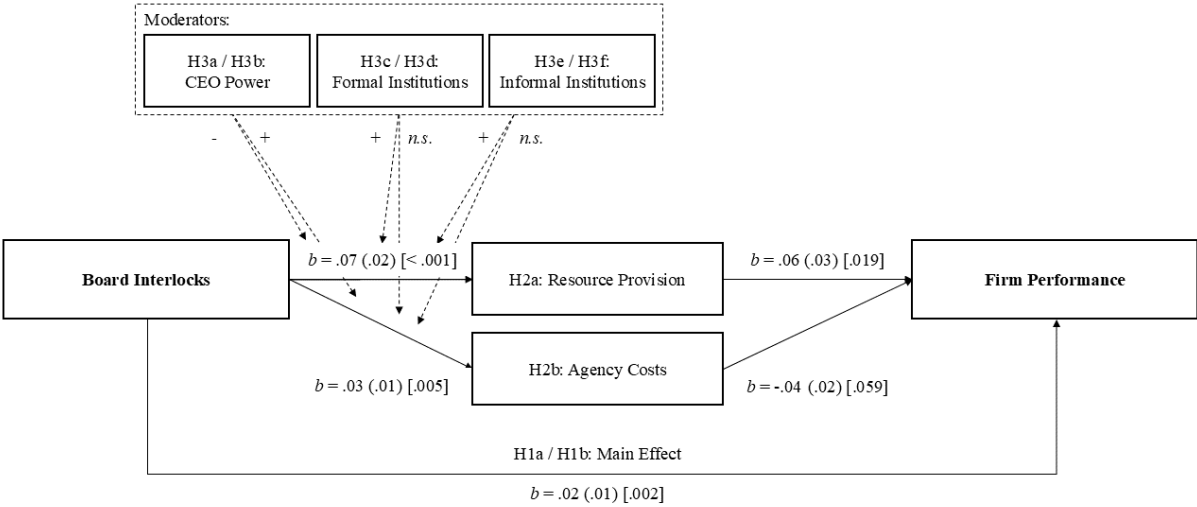 Moderators:
H3a / H3b:
CEO Power
H3c / H3d:
Formal Institutions
H3e / H3f:
Informal Institutions
-
+
+
n.s.
+
n.s.
Board Interlocks
b = .07 (.02) [< .001]
H2a: Resource Provision
b = .06 (.03) [.019]
Firm Performance
b = .03 (.01) [.005]
H2b: Agency Costs
b = -.04 (.02) [.059]
H1a / H1b: Main Effect
b = .02 (.01) [.002]